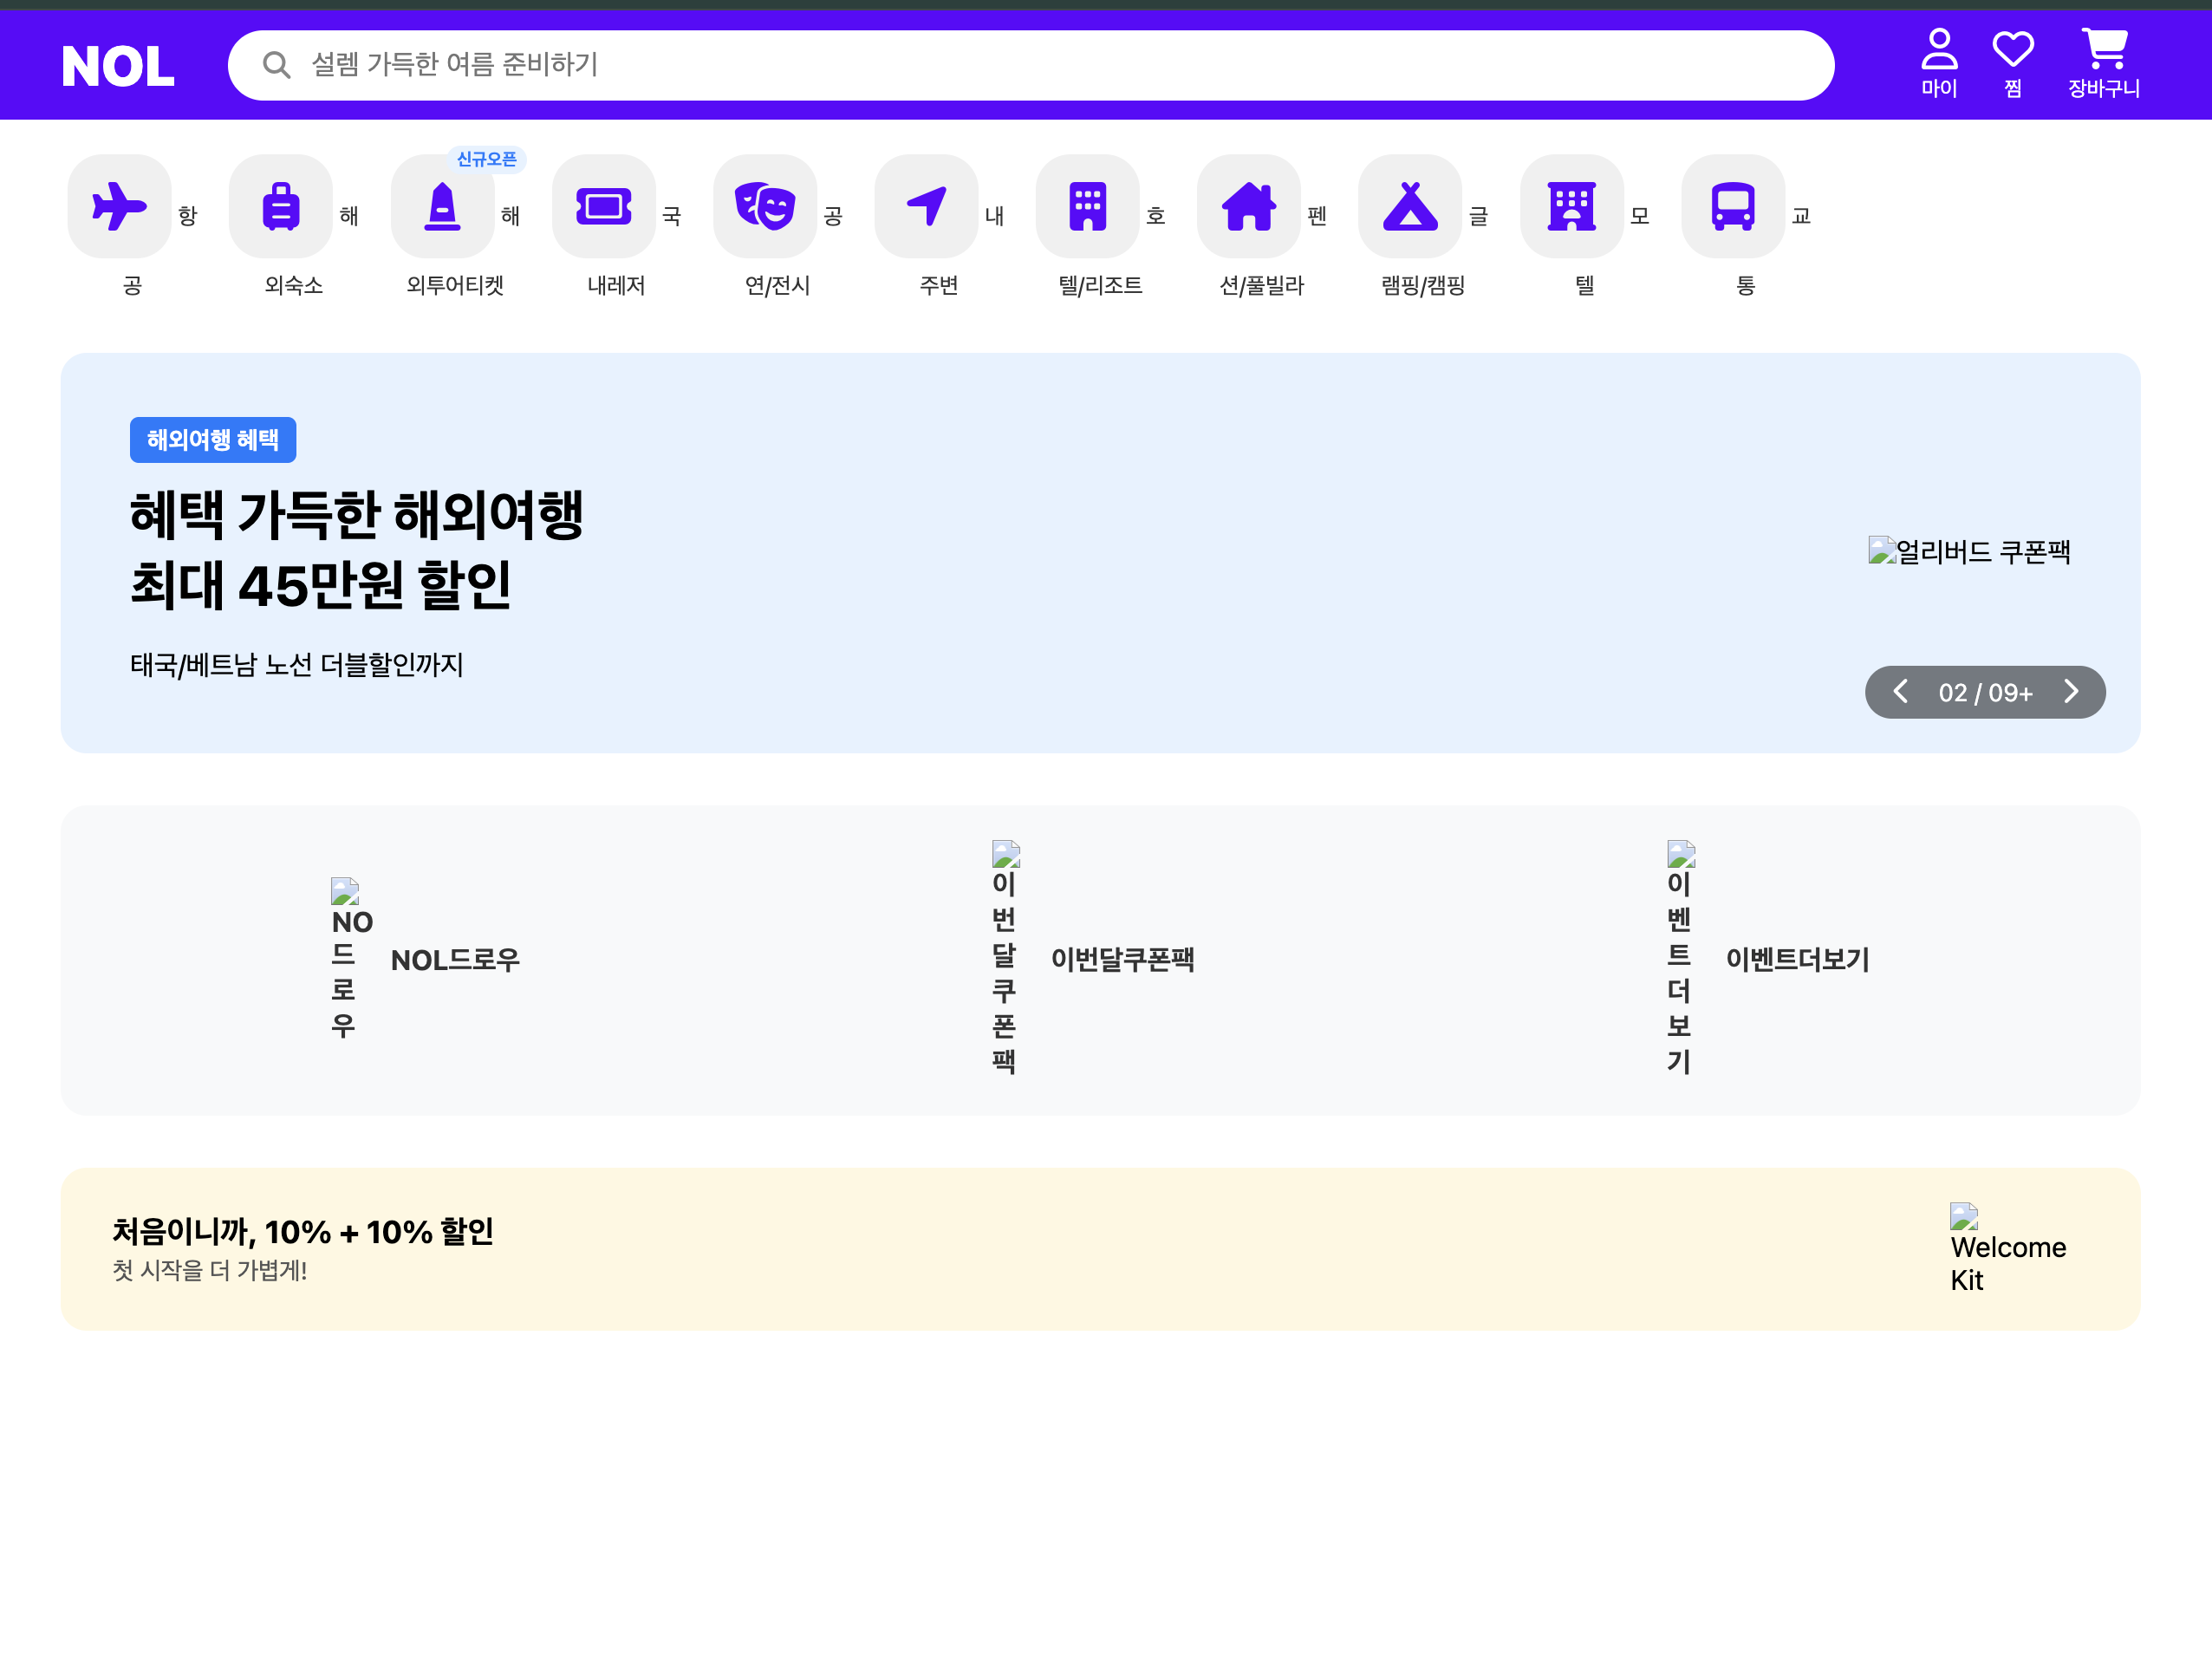 NOL
설렘 가득한 여름 준비하기
마이
찜
장바구니
신규오픈
항
공
해
외숙소
해
외투어티켓
국
내레저
공
연/전시
내
주변
호
텔/리조트
펜
션/풀빌라
글
램핑/캠핑
모
텔
교
통
해외여행 혜택
혜택 가득한 해외여행
최대 45만원 할인
태국/베트남 노선 더블할인까지
얼리버드 쿠폰팩
02 / 09+
NO
드
로
우
NOL드로우
이
번
달
쿠
폰
팩
이번달쿠폰팩
이
벤
트
더
보
기
이벤트더보기
처음이니까, 10% + 10% 할인
첫 시작을 더 가볍게!
Welcome
Kit